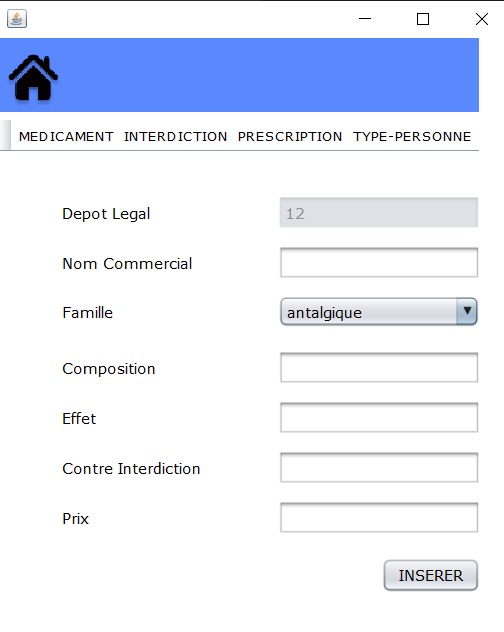 MEDICAMENT INTERDICTION PRESCRIPTION TYPE-PERSONNE
Depot Legal 12
Nom Commercial
Famille antalgique
Composition
Effet
Contre Interdiction
Prix
INSERER